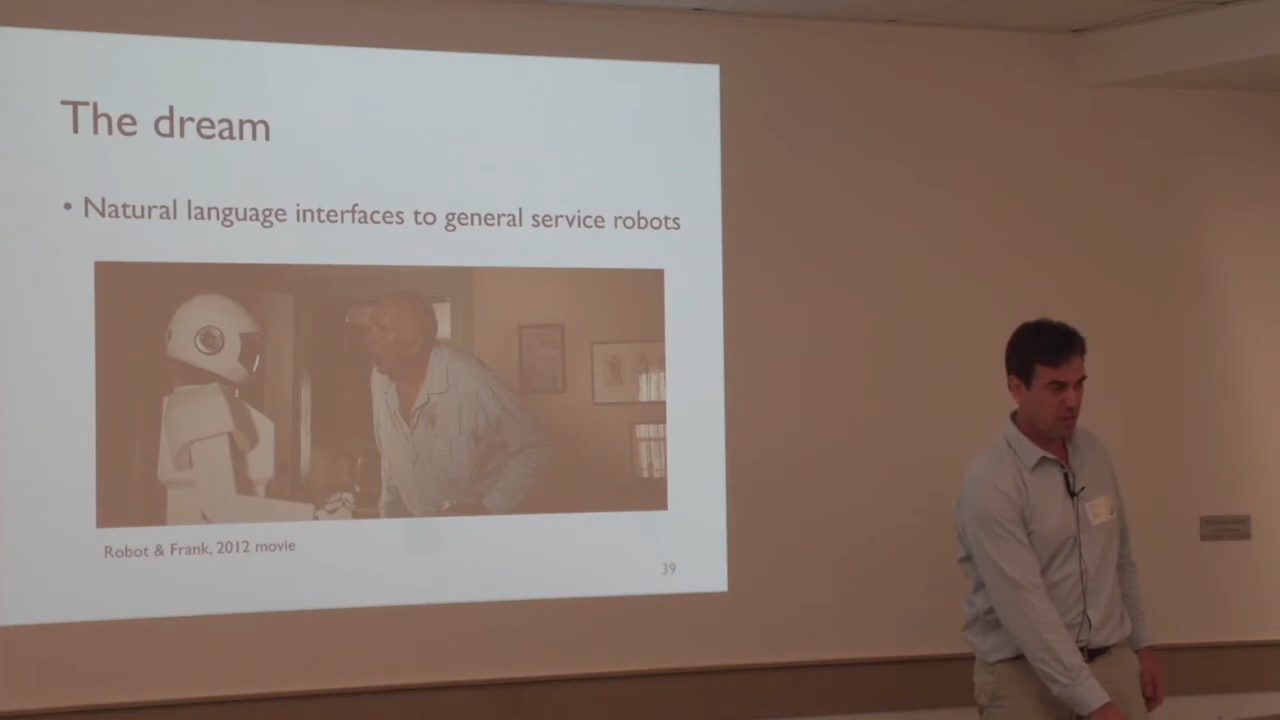 The dream
• Natural language interfaces to general service robots
Robot & Frank, 2012 movie
39